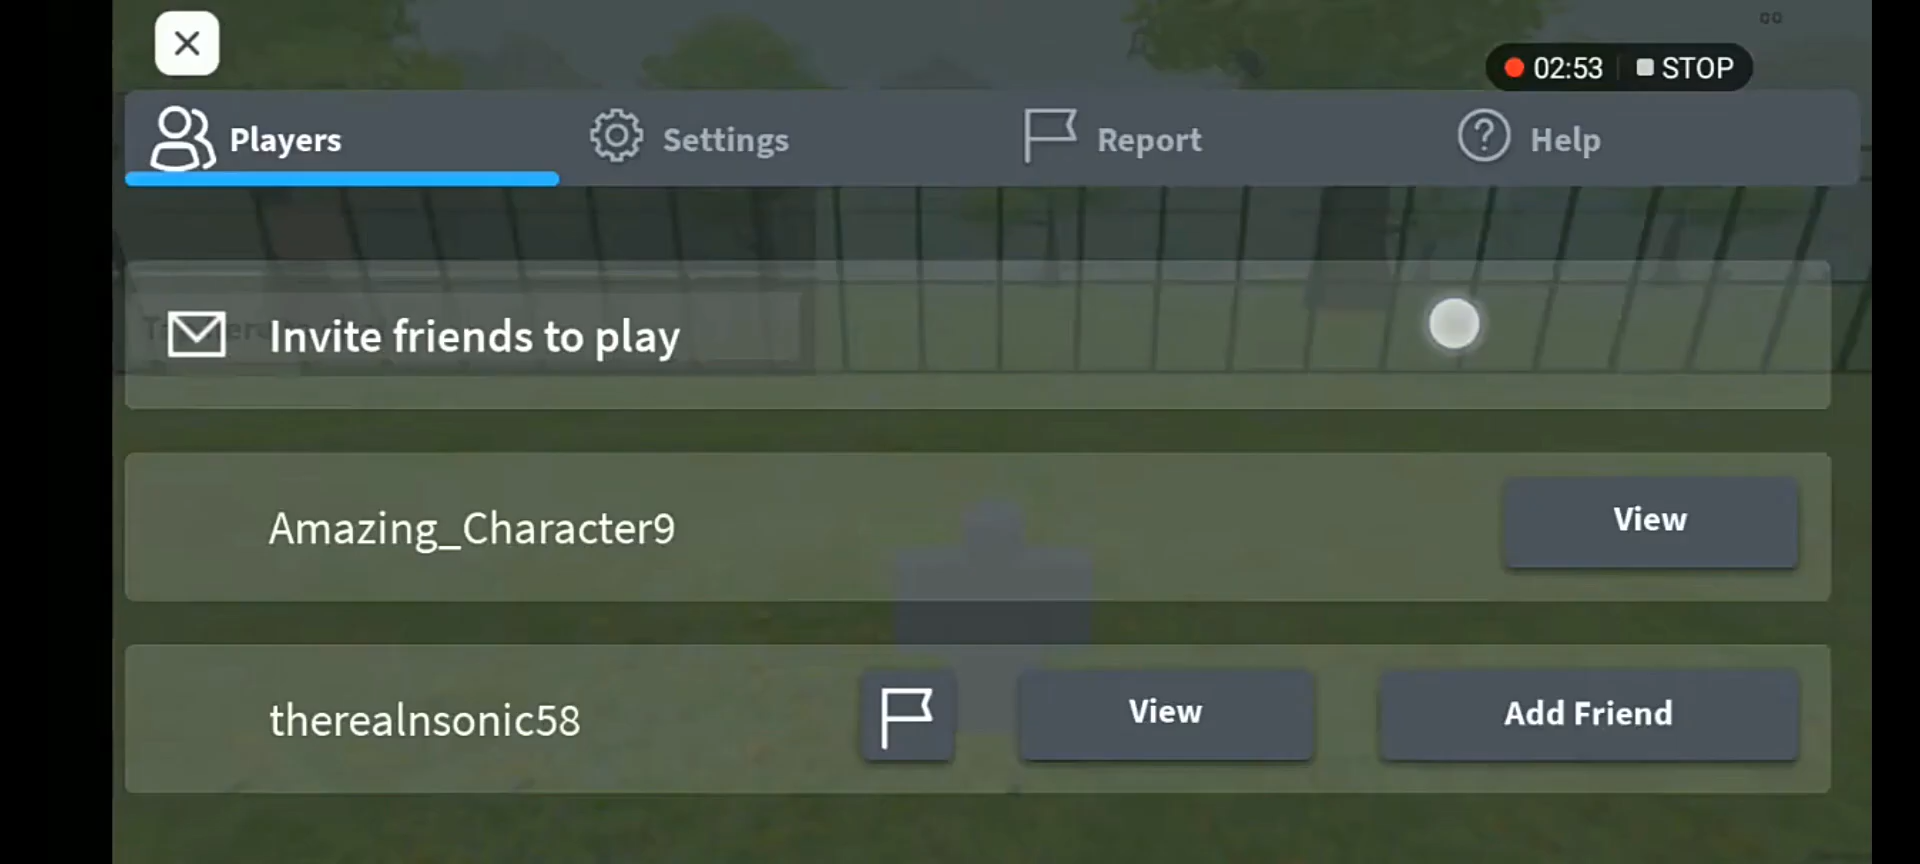 02:53 STOP
Players Settings Report Help
Invite friends to play
Amazing_Character9 View
therealnsonic58 View Add Friend